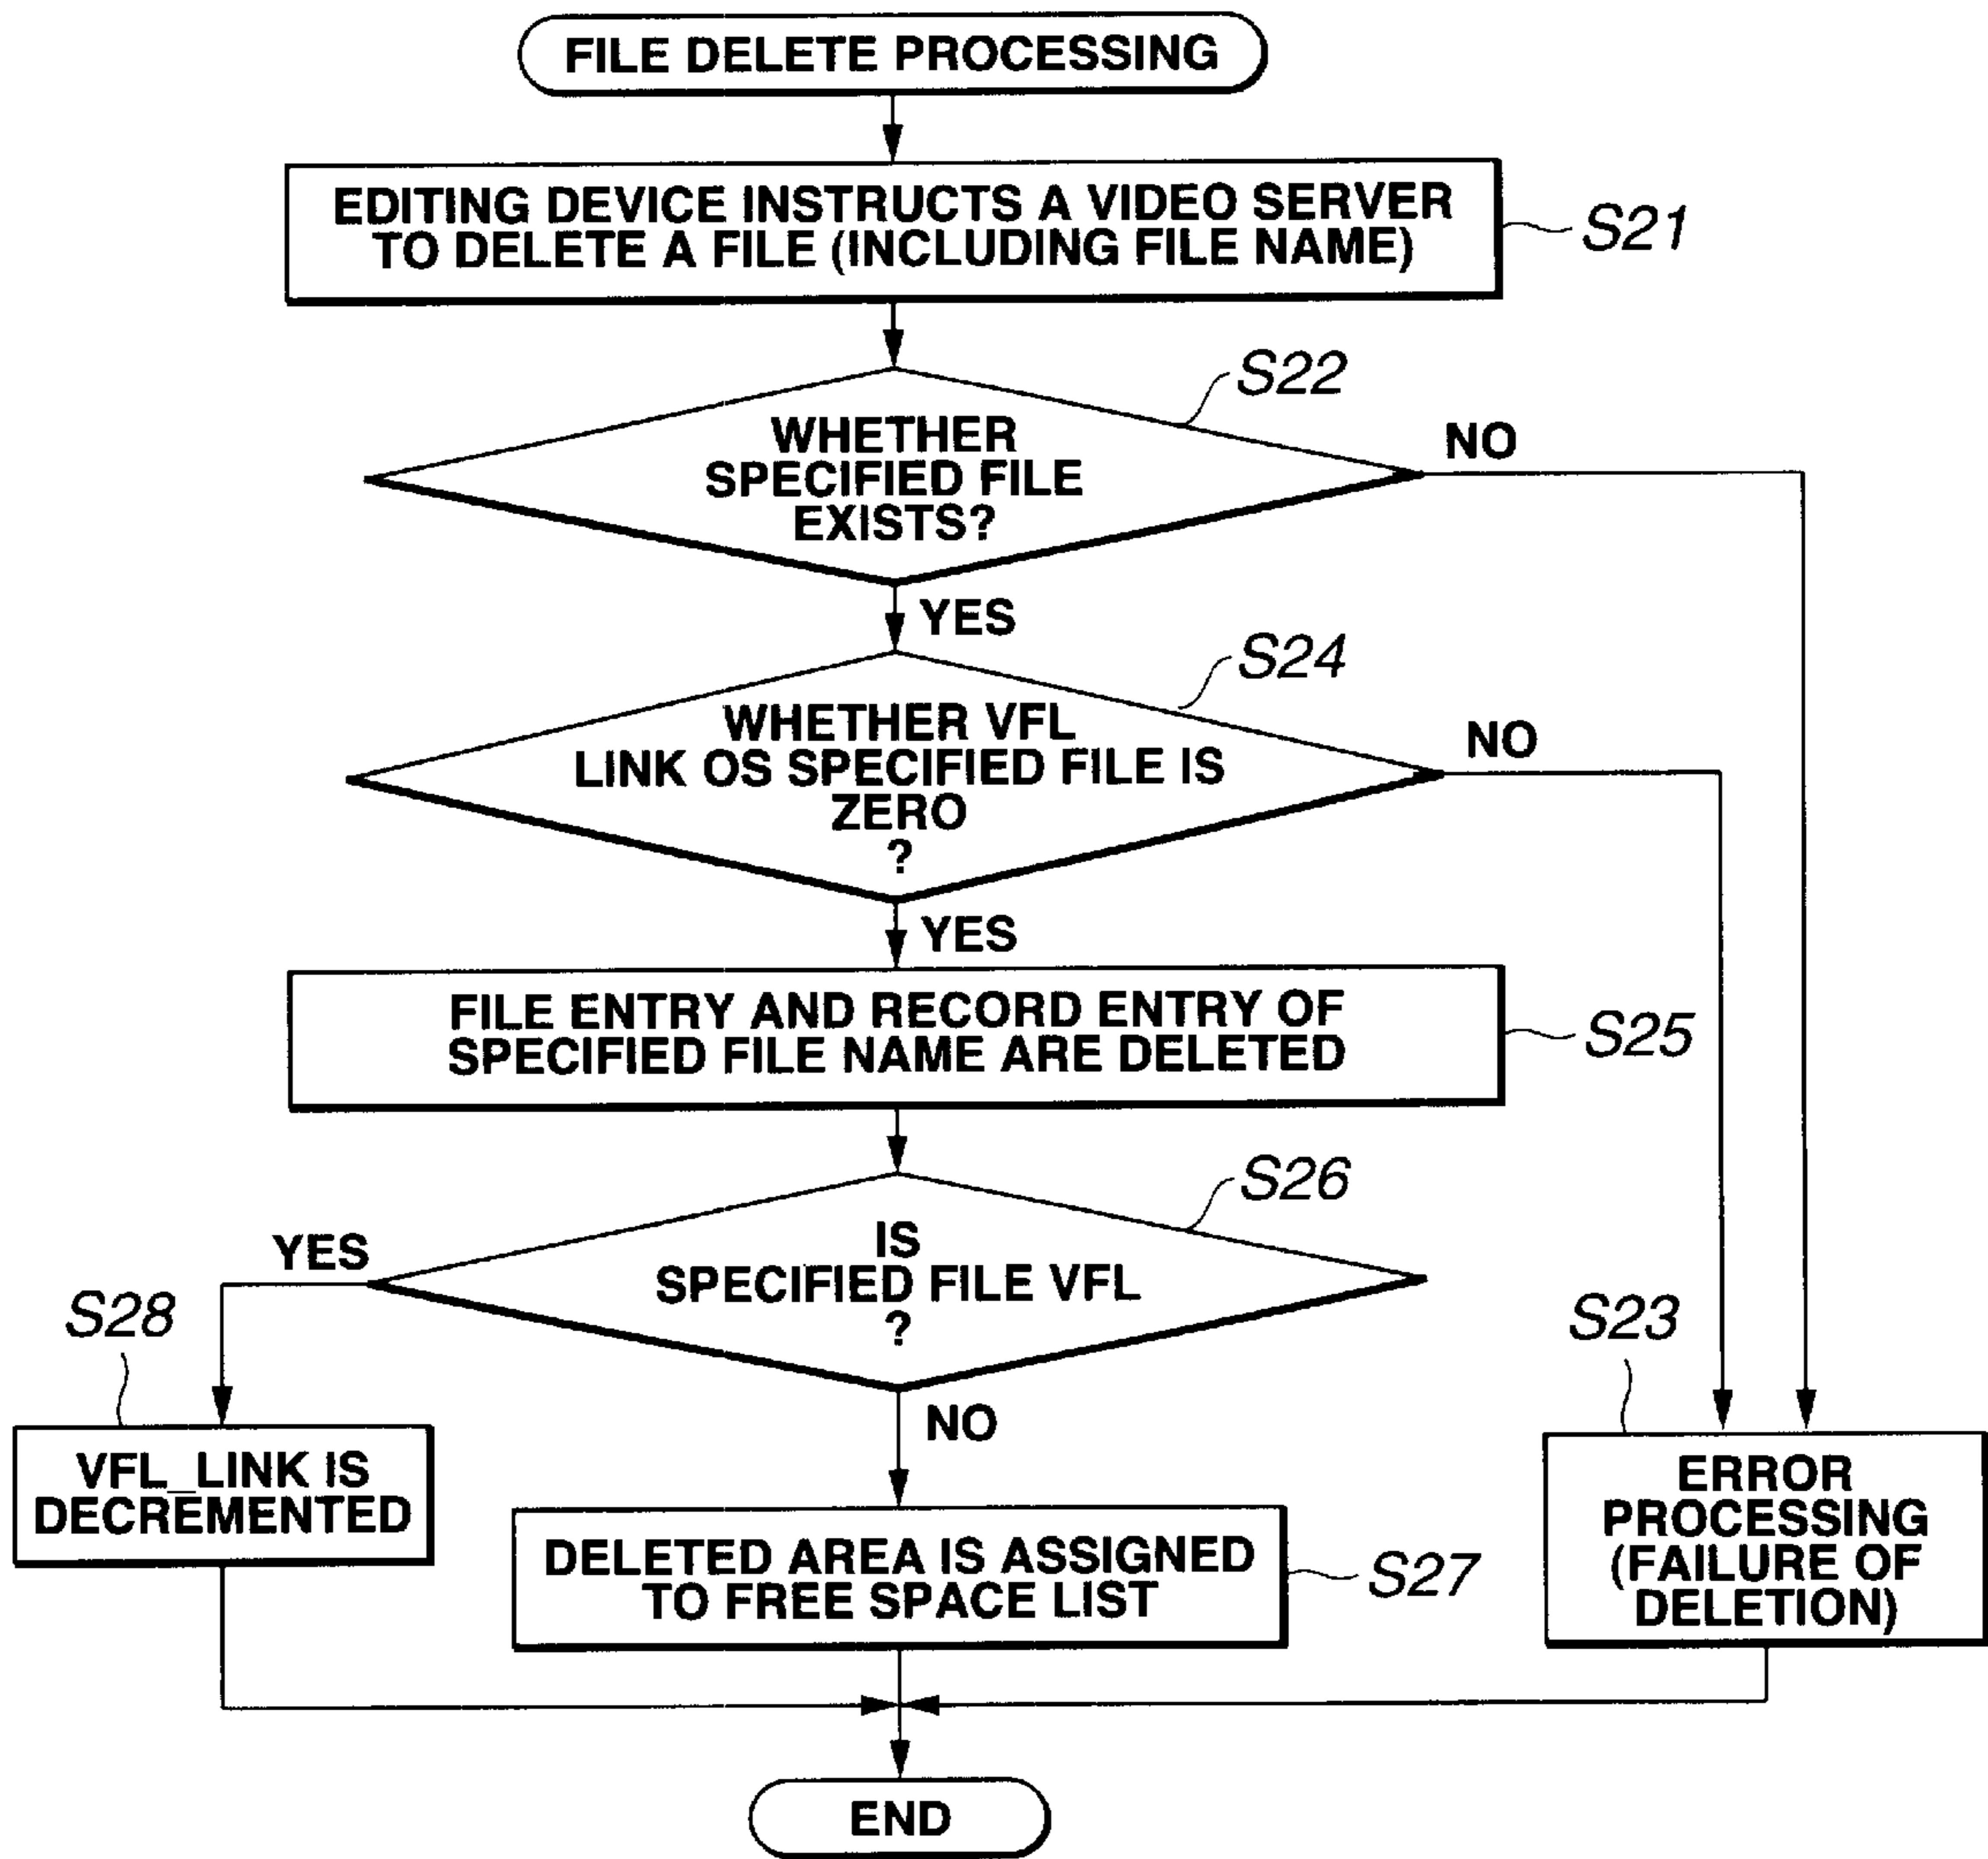 FILE DELETE PROCESSING
EDITING DEVICE INSTRUCTS A VIDEO SERVER
TO DELETE A FILE (INCLUDING FILE NAME)
S21
S22
WHETHER
SPECIFIED FILE
EXISTS?
NO
YES
S24
WHETHER VFL
LINK OS SPECIFIED FILE IS
ZERO
?
NO
YES
FILE ENTRY AND RECORD ENTRY OF
SPECIFIED FILE NAME ARE DELETED
S25
S26
IS
SPECIFIED FILE VFL
?
YES
NO
S28
VFL_LINK IS
DECREMENTED
DELETED AREA IS ASSIGNED
TO FREE SPACE LIST
S27
S23
ERROR
PROCESSING
(FAILURE OF
DELETION)
END